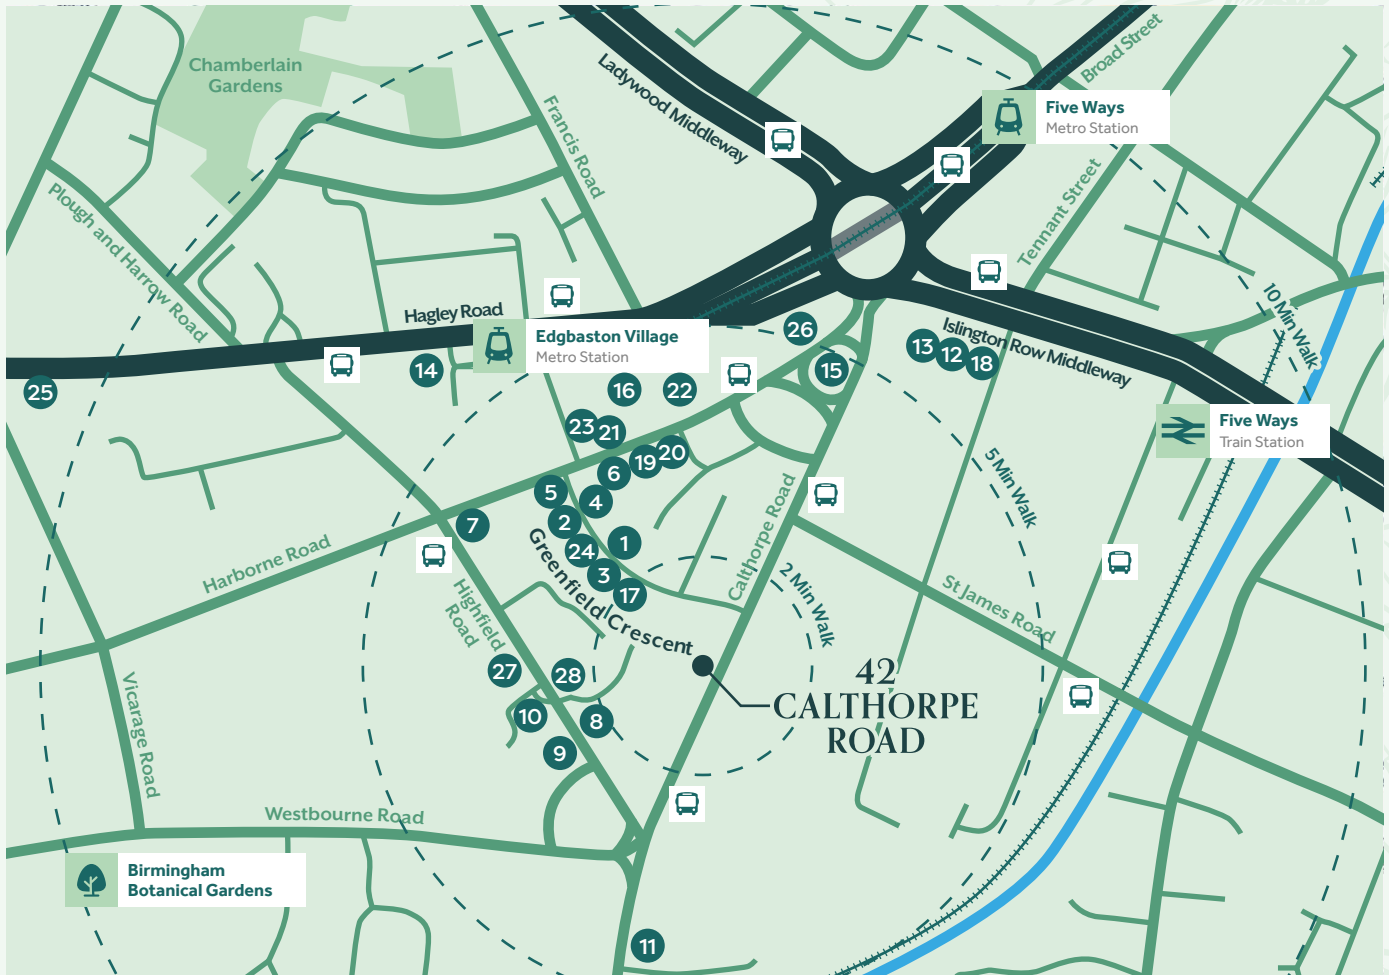 Chamberlain
Gardens
Ladywood Middleway
Broad Street
Five Ways
Metro Station
Francis Road
Plough and Harrow Road
Tennant Street
Hagley Road
Edgbaston Village
Metro Station
Islington Row Middleway
10 Min Walk
26
13
12
18
14
15
25
16
22
Five Ways
Train Station
23
21
20
19
6
5
4
5 Min Walk
2
7
1
24
3
17
Greenfield Crescent
Calthorpe Road
2 Min Walk
Harborne Road
Highfield
Road
St James Road
27
28
42
CALTHORPE
ROAD
10
8
9
Vicarage Road
Westbourne Road
Birmingham
Botanical Gardens
11